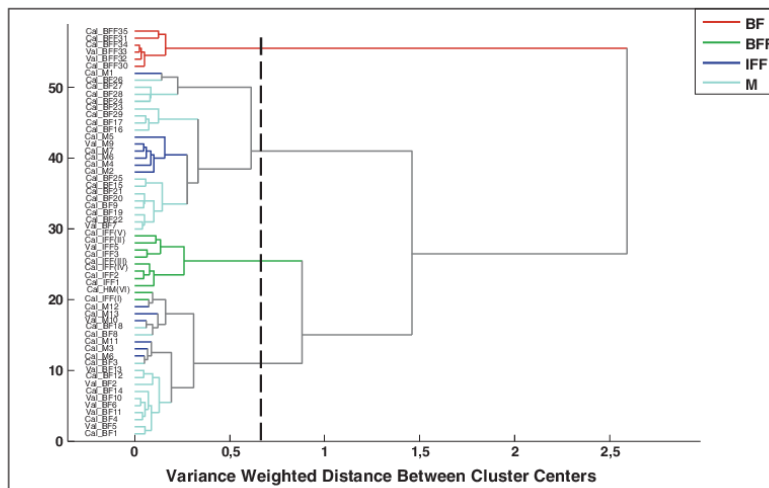 Cal_BFF35
Cal_BFF31
Cal_BFF34
Val_BFF33
Val_BFF32
Cal_BFF30
Cal_M1
Cal_BF26
Cal_BF27
Cal_BF28
Cal_BF24
Cal_BF23
Cal_BF29
Cal_BF17
Cal_BF16
Cal_M5
Val_M9
Cal_M7
Cal_M6
Cal_M4
Cal_M2
Cal_BF25
Cal_BF15
Cal_BF21
Cal_BF20
Cal_BF9
Cal_BF19
Cal_BF22
Val_BF7
Cal_IFF(V)
Cal_IFF(II)
Val_IFF5
Cal_IFF3
Cal_IFF(III)
Cal_IFF(IV)
Cal_IFF2
Cal_IFF1
Cal_HM(VI)
Cal_IFF(I)
Cal_M12
Cal_M13
Val_M10
Cal_BF18
Cal_BF8
Cal_M11
Cal_M3
Cal_M6
Cal_BF3
Val_BF13
Cal_BF12
Val_BF2
Cal_BF14
Val_BF10
Val_BF6
Val_BF11
Cal_BF4
Val_BF5
Cal_BF1
50
40
30
20
10
0
0 0,5 1 1,5 2 2,5
Variance Weighted Distance Between Cluster Centers
BF
BFF
IFF
M